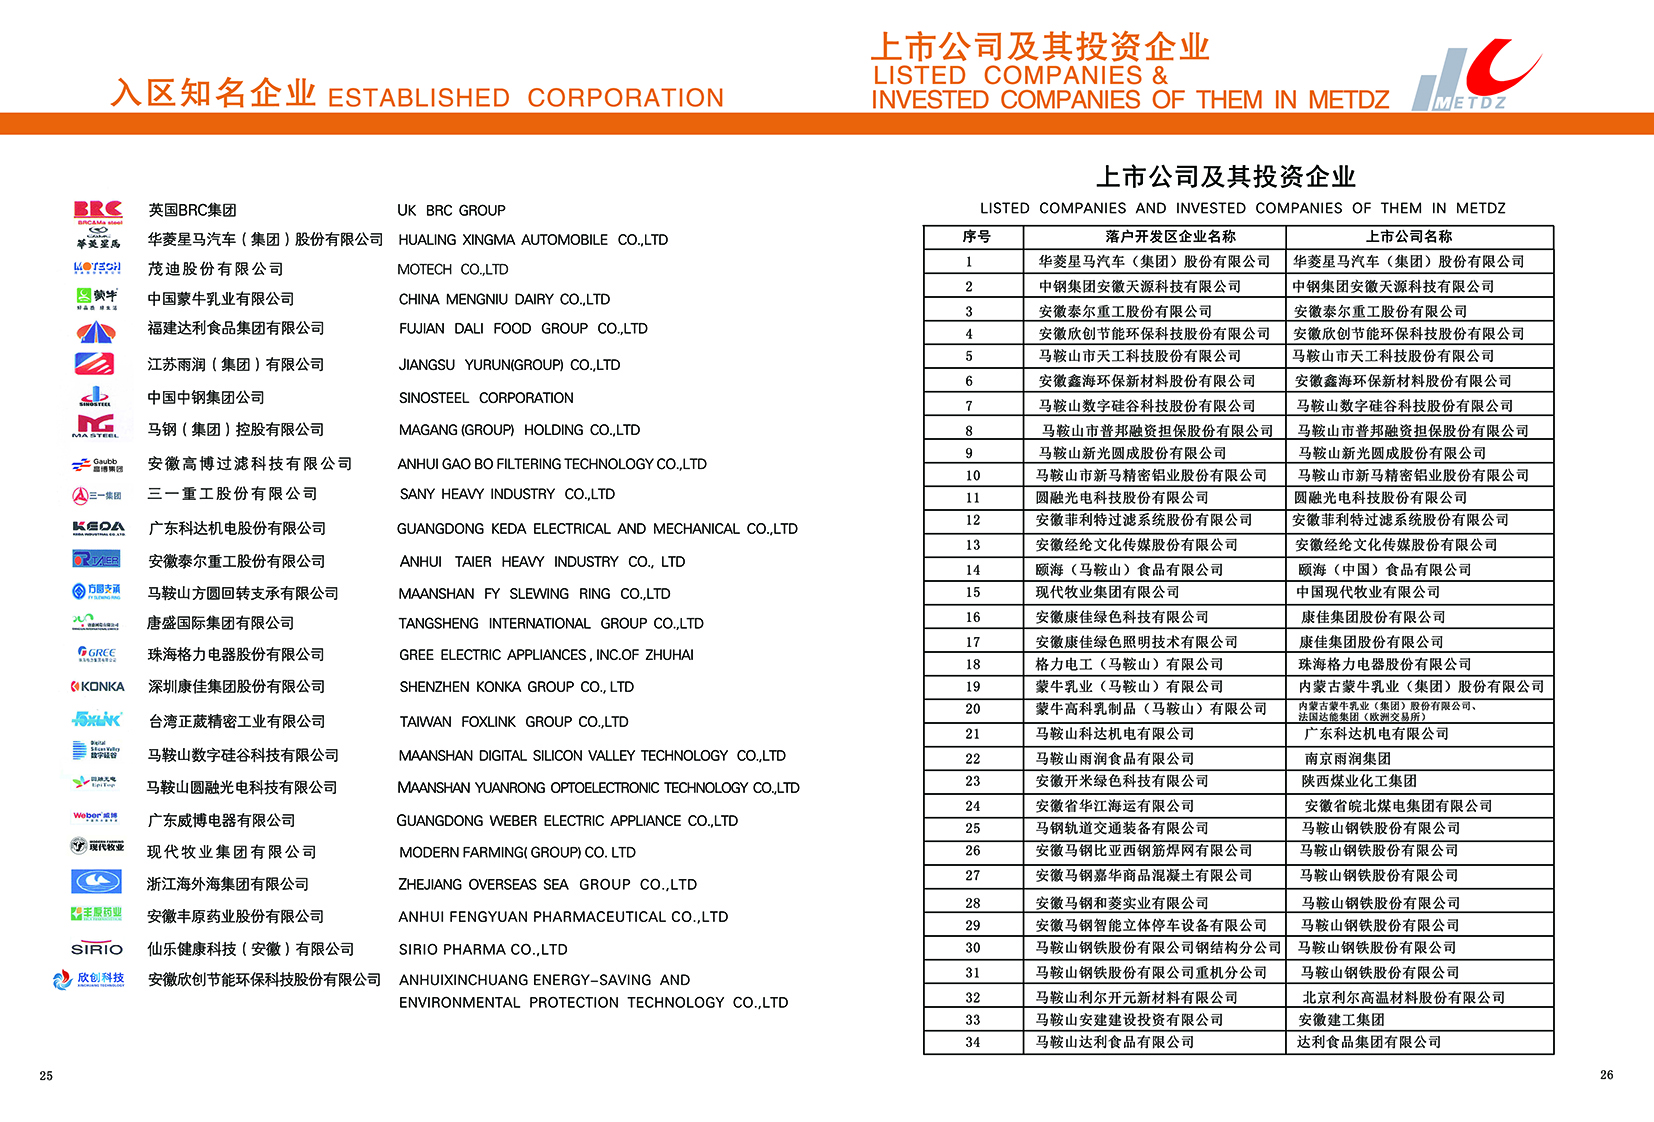 入区知名企业 ESTABLISHED CORPORATION
上市公司及其投资企业
LISTED COMPANIES &
INVESTED COMPANIES OF THEM IN METDZ
METDZ
BRC 英国BRC集团 UK BRC GROUP
华菱星马 华菱星马汽车（集团）股份有限公司 HUALING XINGMA AUTOMOBILE CO.,LTD
MOTECH 茂迪股份有限公司 MOTECH CO.,LTD
蒙牛 中国蒙牛乳业有限公司 CHINA MENGNIU DAIRY CO.,LTD
福建达利食品集团有限公司 FUJIAN DALI FOOD GROUP CO.,LTD
江苏雨润（集团）有限公司 JIANGSU YURUN(GROUP) CO.,LTD
SINOSTEEL 中国中钢集团公司 SINOSTEEL CORPORATION
MA STEEL 马钢（集团）控股有限公司 MAGANG (GROUP) HOLDING CO.,LTD
Gaubb 高博集团 安徽高博过滤科技有限公司 ANHUI GAO BO FILTERING TECHNOLOGY CO.,LTD
三一集团 三一重工股份有限公司 SANY HEAVY INDUSTRY CO.,LTD
KEDA 广东科达机电股份有限公司 GUANGDONG KEDA ELECTRICAL AND MECHANICAL CO.,LTD
TAIER 安徽泰尔重工股份有限公司 ANHUI TAIER HEAVY INDUSTRY CO., LTD
方圆支承 马鞍山方圆回转支承有限公司 MAANSHAN FY SLEWING RING CO.,LTD
唐盛国际集团有限公司 TANGSHENG INTERNATIONAL GROUP CO.,LTD
GREE 珠海格力电器股份有限公司 GREE ELECTRIC APPLIANCES , INC.OF ZHUHAI
KONKA 深圳康佳集团股份有限公司 SHENZHEN KONKA GROUP CO., LTD
FOXLINK 台湾正葳精密工业有限公司 TAIWAN FOXLINK GROUP CO.,LTD
Digital Silicon Valley 数字硅谷 马鞍山数字硅谷科技有限公司 MAANSHAN DIGITAL SILICON VALLEY TECHNOLOGY CO.,LTD
圆融光电 马鞍山圆融光电科技有限公司 MAANSHAN YUANRONG OPTOELECTRONIC TECHNOLOGY CO.,LTD
Weber 威博 广东威博电器有限公司 GUANGDONG WEBER ELECTRIC APPLIANCE CO.,LTD
现代牧业 现代牧业集团有限公司 MODERN FARMING( GROUP) CO. LTD
浙江海外海集团有限公司 ZHEJIANG OVERSEAS SEA GROUP CO.,LTD
丰原药业 安徽丰原药业股份有限公司 ANHUI FENGYUAN PHARMACEUTICAL CO.,LTD
SIRIO 仙乐健康科技（安徽）有限公司 SIRIO PHARMA CO.,LTD
欣创科技 安徽欣创节能环保科技股份有限公司 ANHUIXINCHUANG ENERGY-SAVING AND
ENVIRONMENTAL PROTECTION TECHNOLOGY CO.,LTD
25
上市公司及其投资企业
LISTED COMPANIES AND INVESTED COMPANIES OF THEM IN METDZ
序号 落户开发区企业名称 上市公司名称
1 华菱星马汽车（集团）股份有限公司 华菱星马汽车（集团）股份有限公司
2 中钢集团安徽天源科技有限公司 中钢集团安徽天源科技有限公司
3 安徽泰尔重工股份有限公司 安徽泰尔重工股份有限公司
4 安徽欣创节能环保科技股份有限公司 安徽欣创节能环保科技股份有限公司
5 马鞍山市天工科技股份有限公司 马鞍山市天工科技股份有限公司
6 安徽鑫海环保新材料股份有限公司 安徽鑫海环保新材料股份有限公司
7 马鞍山数字硅谷科技股份有限公司 马鞍山数字硅谷科技股份有限公司
8 马鞍山市普邦融资担保股份有限公司 马鞍山市普邦融资担保股份有限公司
9 马鞍山新光圆成股份有限公司 马鞍山新光圆成股份有限公司
10 马鞍山市新马精密铝业股份有限公司 马鞍山市新马精密铝业股份有限公司
11 圆融光电科技股份有限公司 圆融光电科技股份有限公司
12 安徽菲利特过滤系统股份有限公司 安徽菲利特过滤系统股份有限公司
13 安徽经纶文化传媒股份有限公司 安徽经纶文化传媒股份有限公司
14 颐海（马鞍山）食品有限公司 颐海（中国）食品有限公司
15 现代牧业集团有限公司 中国现代牧业有限公司
16 安徽康佳绿色科技有限公司 康佳集团股份有限公司
17 安徽康佳绿色照明技术有限公司 康佳集团股份有限公司
18 格力电工（马鞍山）有限公司 珠海格力电器股份有限公司
19 蒙牛乳业（马鞍山）有限公司 内蒙古蒙牛乳业（集团）股份有限公司
20 蒙牛高科乳制品（马鞍山）有限公司 内蒙古蒙牛乳业（集团）股份有限公司、
法国达能集团（欧洲交易所）
21 马鞍山科达机电有限公司 广东科达机电有限公司
22 马鞍山雨润食品有限公司 南京雨润集团
23 安徽开米绿色科技有限公司 陕西煤业化工集团
24 安徽省华江海运有限公司 安徽省皖北煤电集团有限公司
25 马钢轨道交通装备有限公司 马鞍山钢铁股份有限公司
26 安徽马钢比亚西钢筋焊网有限公司 马鞍山钢铁股份有限公司
27 安徽马钢嘉华商品混凝土有限公司 马鞍山钢铁股份有限公司
28 安徽马钢和菱实业有限公司 马鞍山钢铁股份有限公司
29 安徽马钢智能立体停车设备有限公司 马鞍山钢铁股份有限公司
30 马鞍山钢铁股份有限公司钢结构分公司 马鞍山钢铁股份有限公司
31 马鞍山钢铁股份有限公司重机分公司 马鞍山钢铁股份有限公司
32 马鞍山利尔开元新材料有限公司 北京利尔高温材料股份有限公司
33 马鞍山安建建设投资有限公司 安徽建工集团
34 马鞍山达利食品有限公司 达利食品集团有限公司
26